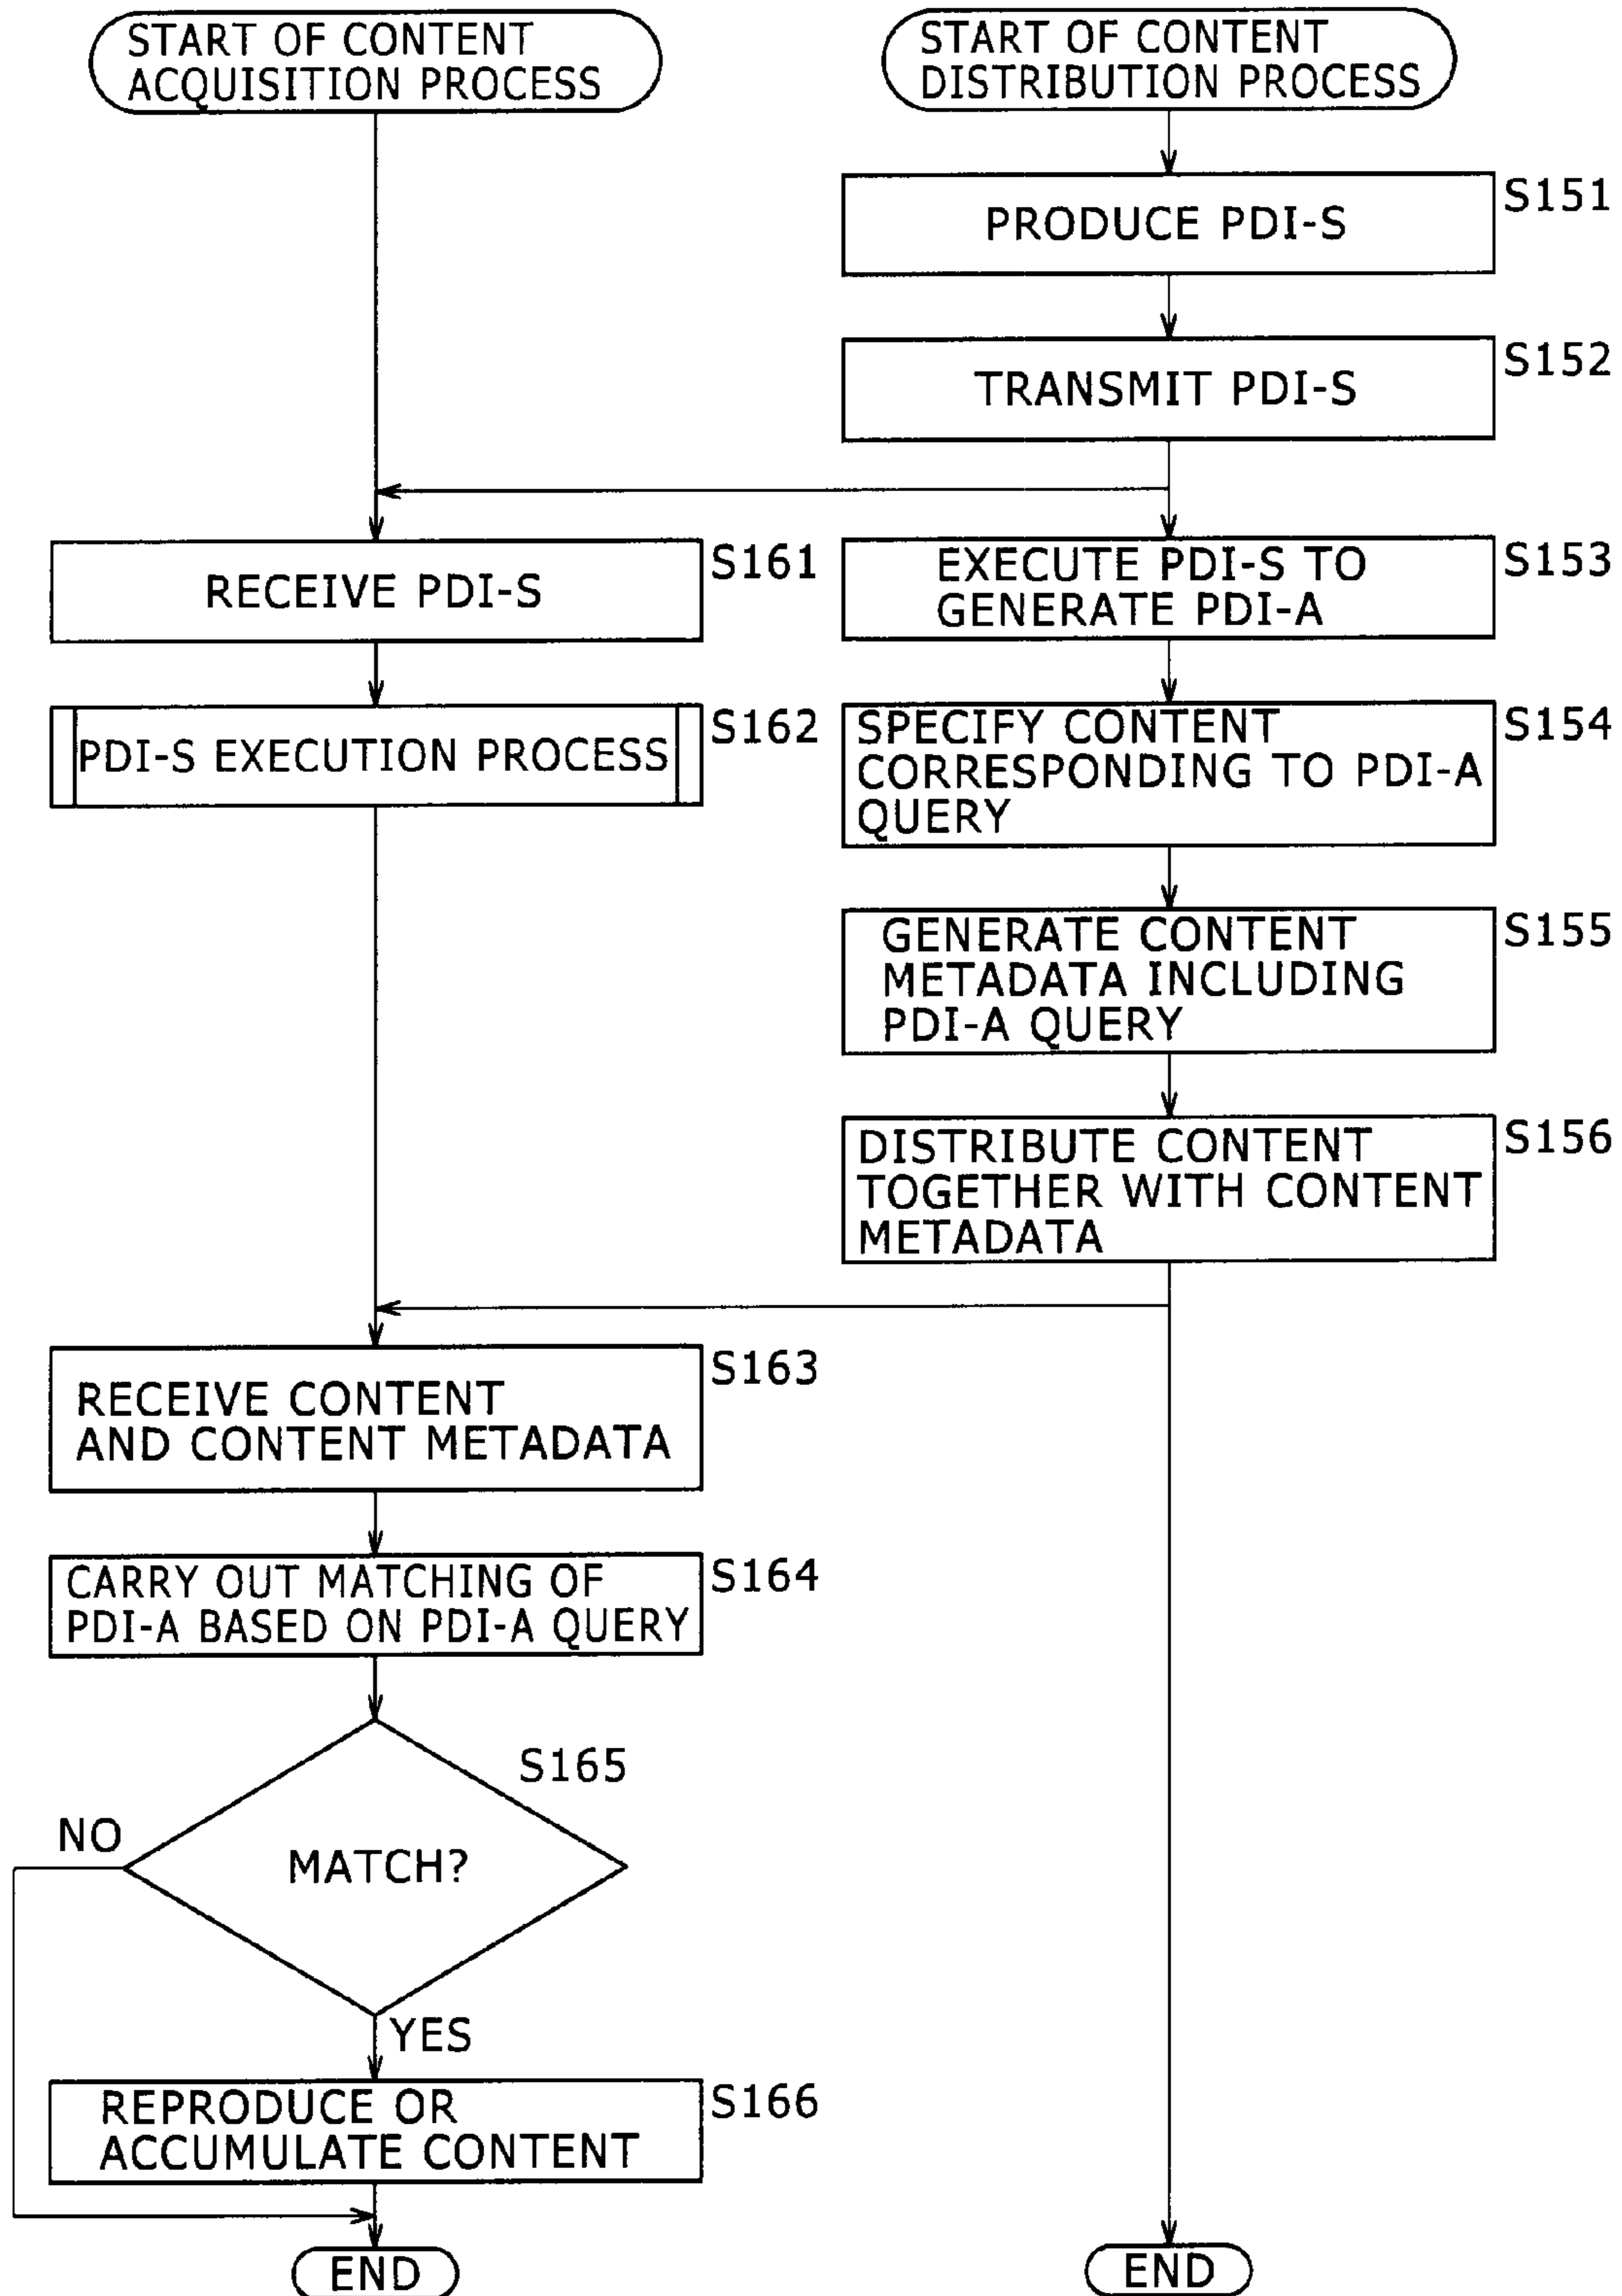 START OF CONTENT
ACQUISITION PROCESS
START OF CONTENT
DISTRIBUTION PROCESS
PRODUCE PDI-S
S151
TRANSMIT PDI-S
S152
RECEIVE PDI-S
S161
EXECUTE PDI-S TO
GENERATE PDI-A
S153
PDI-S EXECUTION PROCESS
S162
SPECIFY CONTENT
CORRESPONDING TO PDI-A
QUERY
S154
GENERATE CONTENT
METADATA INCLUDING
PDI-A QUERY
S155
DISTRIBUTE CONTENT
TOGETHER WITH CONTENT
METADATA
S156
RECEIVE CONTENT
AND CONTENT METADATA
S163
CARRY OUT MATCHING OF
PDI-A BASED ON PDI-A QUERY
S164
S165
NO
MATCH?
YES
REPRODUCE OR
ACCUMULATE CONTENT
S166
END
END